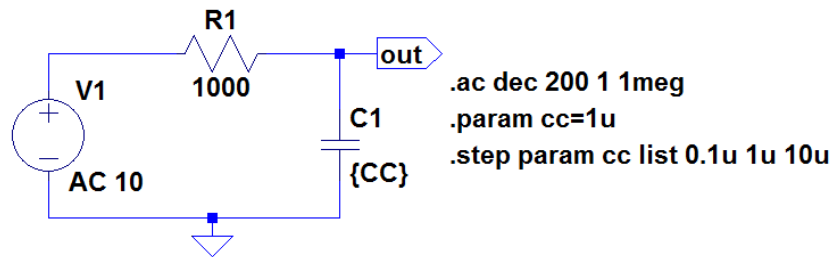 R1
1000
out
V1
AC 10
C1
{CC}
.ac dec 200 1 1meg
.param cc=1u
.step param cc list 0.1u 1u 10u